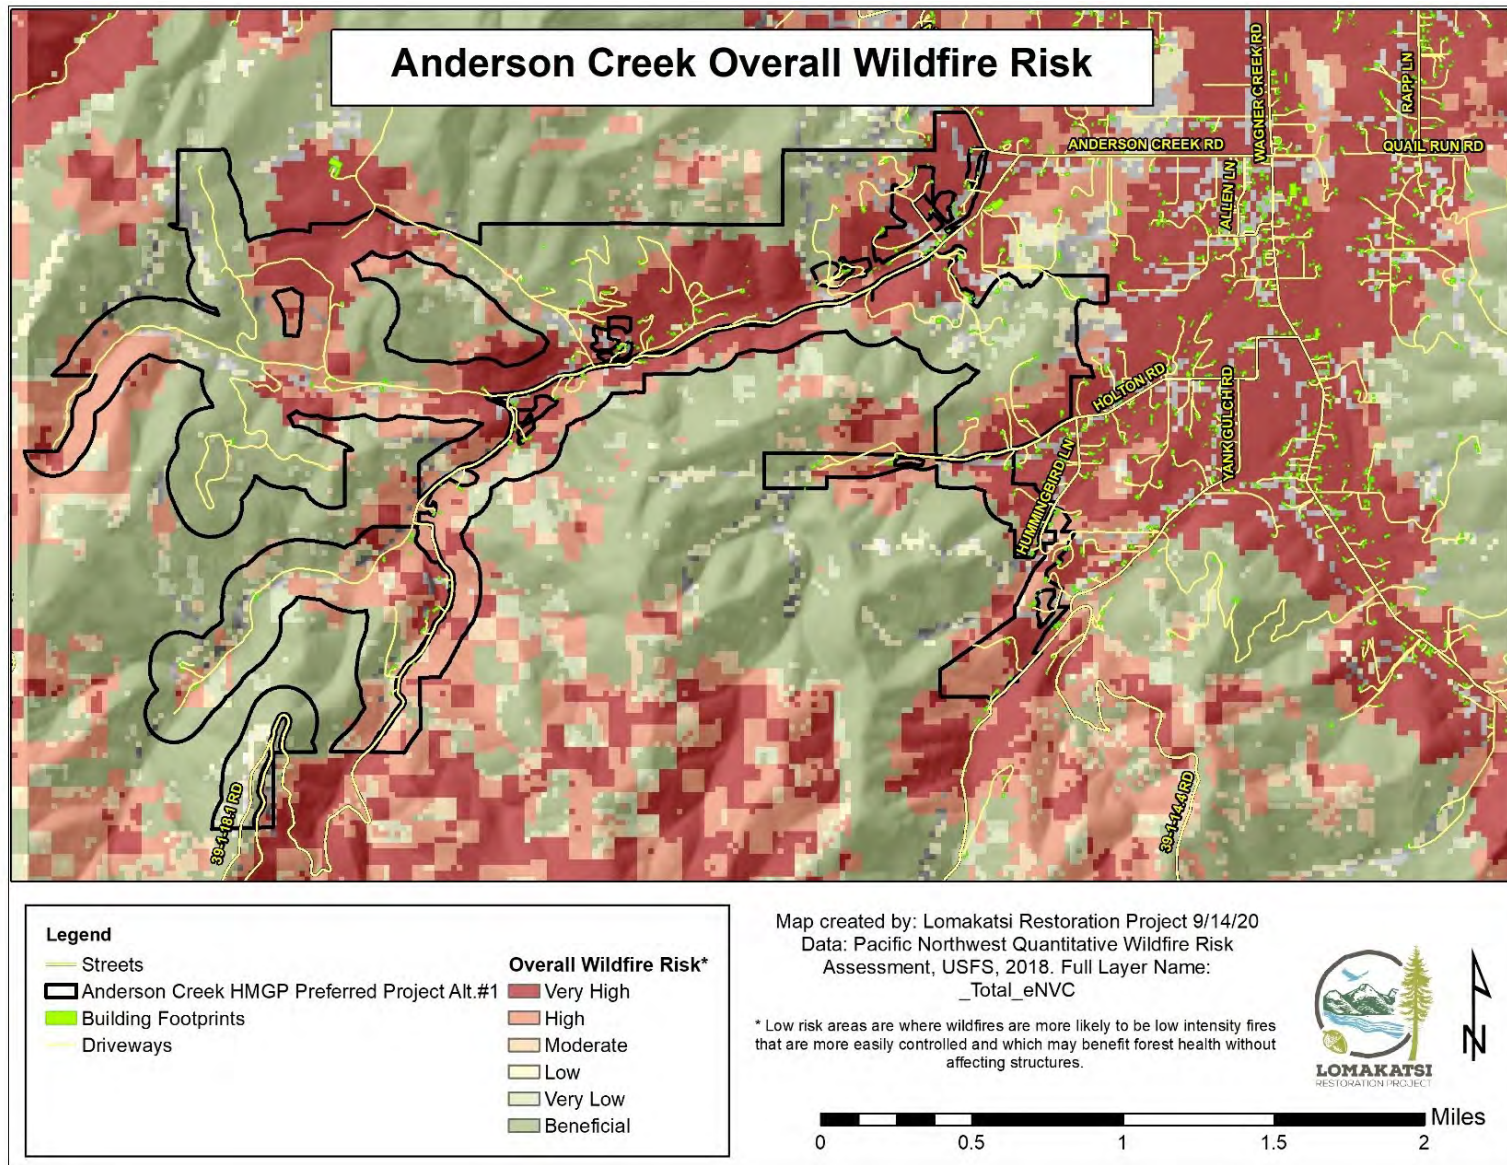 Anderson Creek Overall Wildfire Risk
WAGNER CREEK RD
RAPP LN
ANDERSON CREEK RD
QUAIL RUN RD
ALLEN LN
HOLTON RD
YANK GULCH RD
HUMMINGBIRD LN
39-1-18.1 RD
39-1-14.4 RD
Legend
Streets
Anderson Creek HMGP Preferred Project Alt.#1
Building Footprints
Driveways
Overall Wildfire Risk*
Very High
High
Moderate
Low
Very Low
Beneficial
Map created by: Lomakatsi Restoration Project 9/14/20
Data: Pacific Northwest Quantitative Wildfire Risk
Assessment, USFS, 2018. Full Layer Name:
_Total_eNVC
* Low risk areas are where wildfires are more likely to be low intensity fires
that are more easily controlled and which may benefit forest health without
affecting structures.
LOMAKATSI
RESTORATION PROJECT
N
Miles
0 0.5 1 1.5 2